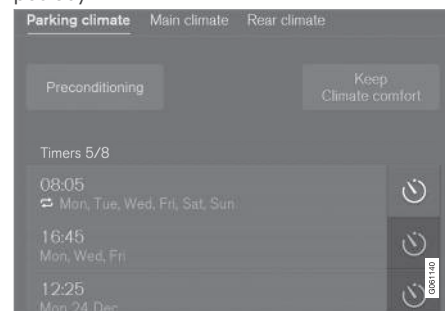 Parking climate Main climate Rear climate
Preconditioning
Keep
Climate comfort
Timers 5/8
08:05
Mon, Tue, Wed, Fri, Sat, Sun
16:45
Mon, Wed, Fri
12:25
Mon 24 Dec
G061140